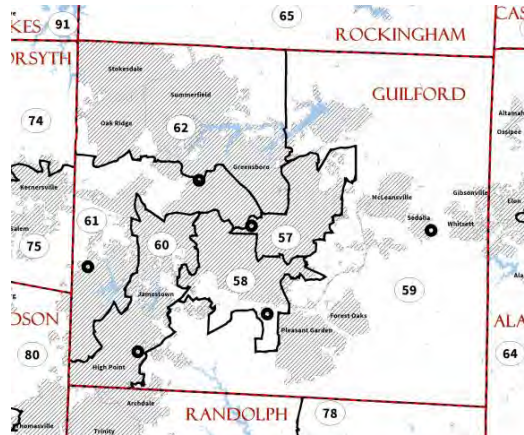 KES
91
65
ROCKINGHAM
CAS
ORSYTH
Stokerdale
GUILFORD
Summerfield
74
Oak Ridge
62
Altamah
Ossipee
Greensboro
Kernersville
McLeansville
Gibsonville
Elon
61
Sedalia
Whitsett
Salem
60
57
75
58
59
Jamestown
DSON
Forest Oaks
ALA
Pleasant Garden
80
High Point
64
Archdale
RANDOLPH
78
Thomasville
Trinity